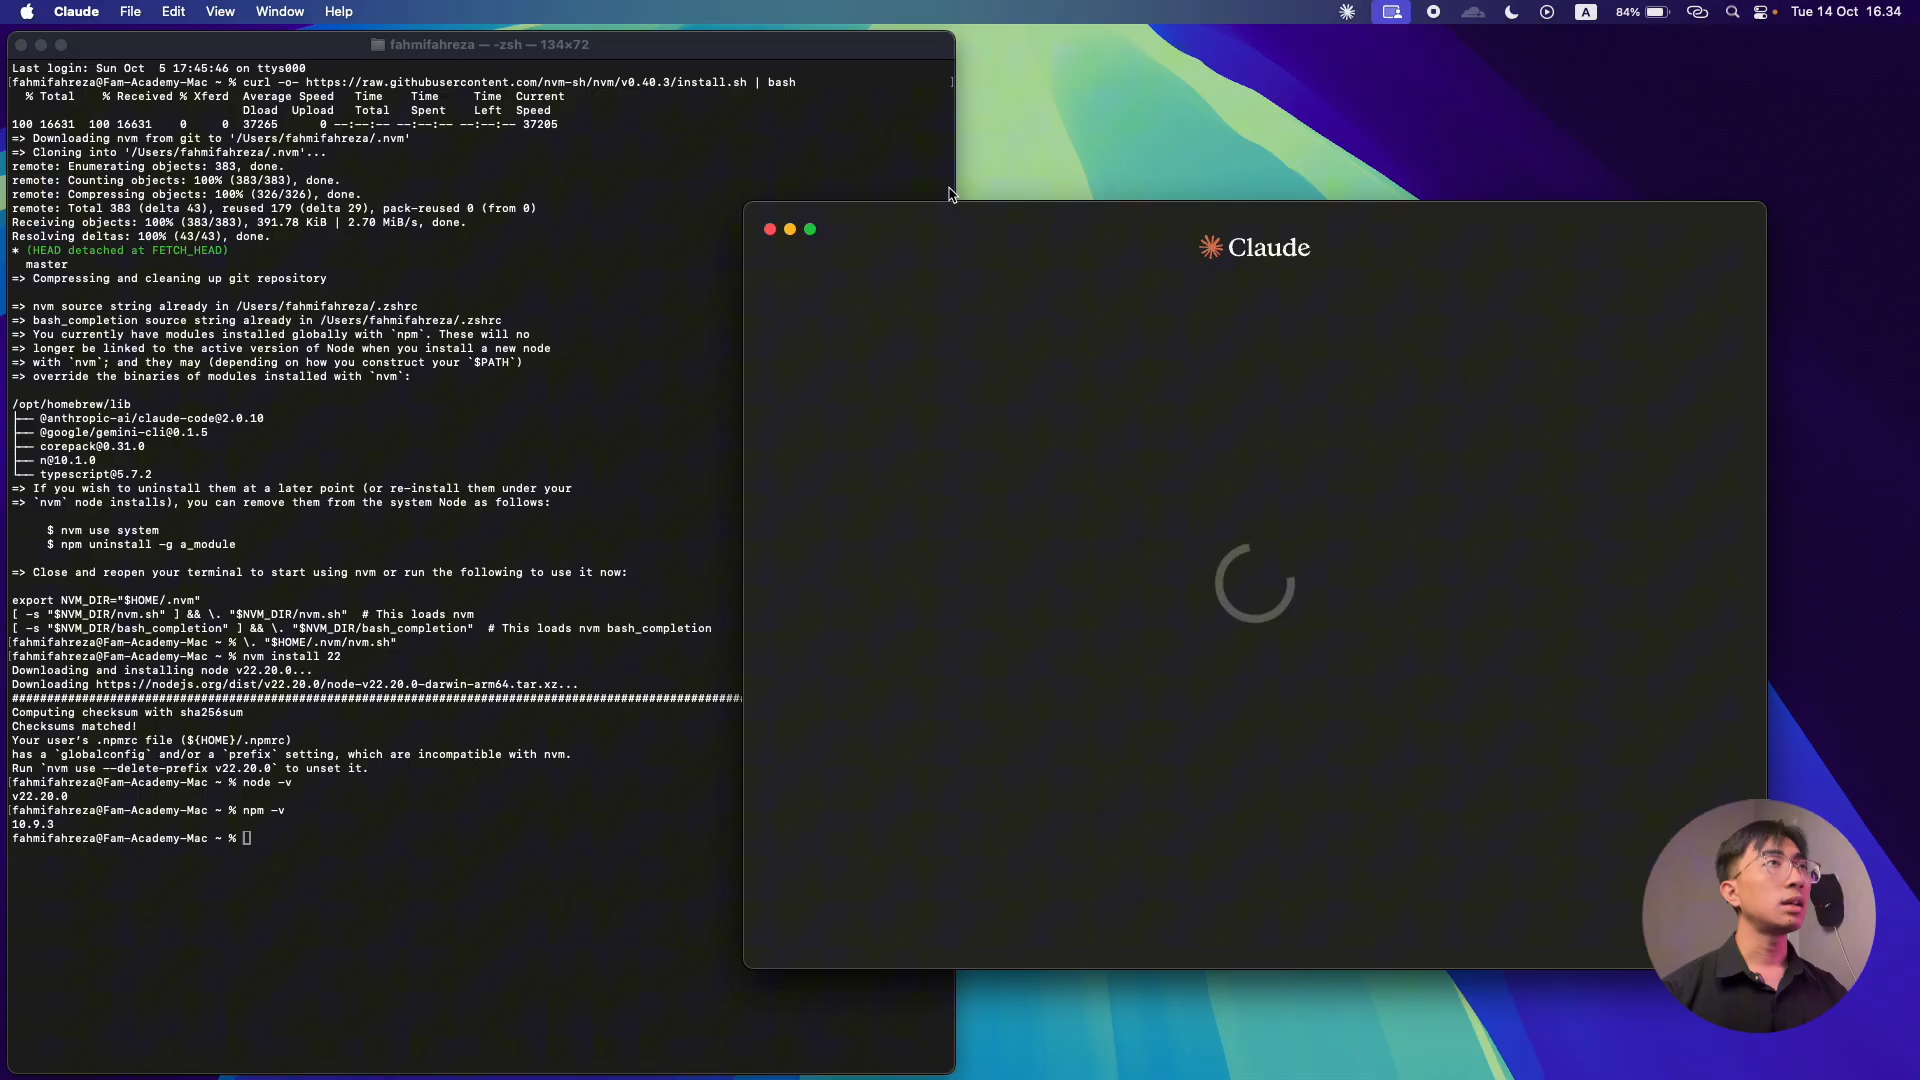 Claude File Edit View Window Help
A 84% Tue 14 Oct 16.34
fahmifahreza — -zsh — 134×72
Last login: Sun Oct  5 17:45:46 on ttys000
[fahmifahreza@Fam-Academy-Mac ~ % curl -o- https://raw.githubusercontent.com/nvm-sh/nvm/v0.40.3/install.sh | bash ]
  % Total    % Received % Xferd  Average Speed   Time    Time     Time  Current
                                 Dload  Upload   Total   Spent    Left  Speed
100 16631  100 16631    0     0  37265      0 --:--:-- --:--:-- --:--:-- 37205
=> Downloading nvm from git to '/Users/fahmifahreza/.nvm'
=> Cloning into '/Users/fahmifahreza/.nvm'...
remote: Enumerating objects: 383, done.
remote: Counting objects: 100% (383/383), done.
remote: Compressing objects: 100% (326/326), done.
remote: Total 383 (delta 43), reused 179 (delta 29), pack-reused 0 (from 0)
Receiving objects: 100% (383/383), 391.78 KiB | 2.70 MiB/s, done.
Resolving deltas: 100% (43/43), done.
* (HEAD detached at FETCH_HEAD)
  master
=> Compressing and cleaning up git repository
=> nvm source string already in /Users/fahmifahreza/.zshrc
=> bash_completion source string already in /Users/fahmifahreza/.zshrc
=> You currently have modules installed globally with `npm`. These will no
=> longer be linked to the active version of Node when you install a new node
=> with `nvm`; and they may (depending on how you construct your `$PATH`)
=> override the binaries of modules installed with `nvm`:
/opt/homebrew/lib
├── @anthropic-ai/claude-code@2.0.10
├── @google/gemini-cli@0.1.5
├── corepack@0.31.0
├── n@10.1.0
└── typescript@5.7.2
=> If you wish to uninstall them at a later point (or re-install them under your
=> `nvm` node installs), you can remove them from the system Node as follows:
     $ nvm use system
     $ npm uninstall -g a_module
=> Close and reopen your terminal to start using nvm or run the following to use it now:
export NVM_DIR="$HOME/.nvm"
[ -s "$NVM_DIR/nvm.sh" ] && \. "$NVM_DIR/nvm.sh"  # This loads nvm
[ -s "$NVM_DIR/bash_completion" ] && \. "$NVM_DIR/bash_completion"  # This loads nvm bash_completion
[fahmifahreza@Fam-Academy-Mac ~ % \. "$HOME/.nvm/nvm.sh"
[fahmifahreza@Fam-Academy-Mac ~ % nvm install 22
Downloading and installing node v22.20.0...
Downloading https://nodejs.org/dist/v22.20.0/node-v22.20.0-darwin-arm64.tar.xz...
#########################################################################################################
Computing checksum with sha256sum
Checksums matched!
Your user’s .npmrc file (${HOME}/.npmrc)
has a `globalconfig` and/or a `prefix` setting, which are incompatible with nvm.
Run `nvm use --delete-prefix v22.20.0` to unset it.
[fahmifahreza@Fam-Academy-Mac ~ % node -v
v22.20.0
[fahmifahreza@Fam-Academy-Mac ~ % npm -v
10.9.3
fahmifahreza@Fam-Academy-Mac ~ %
Claude